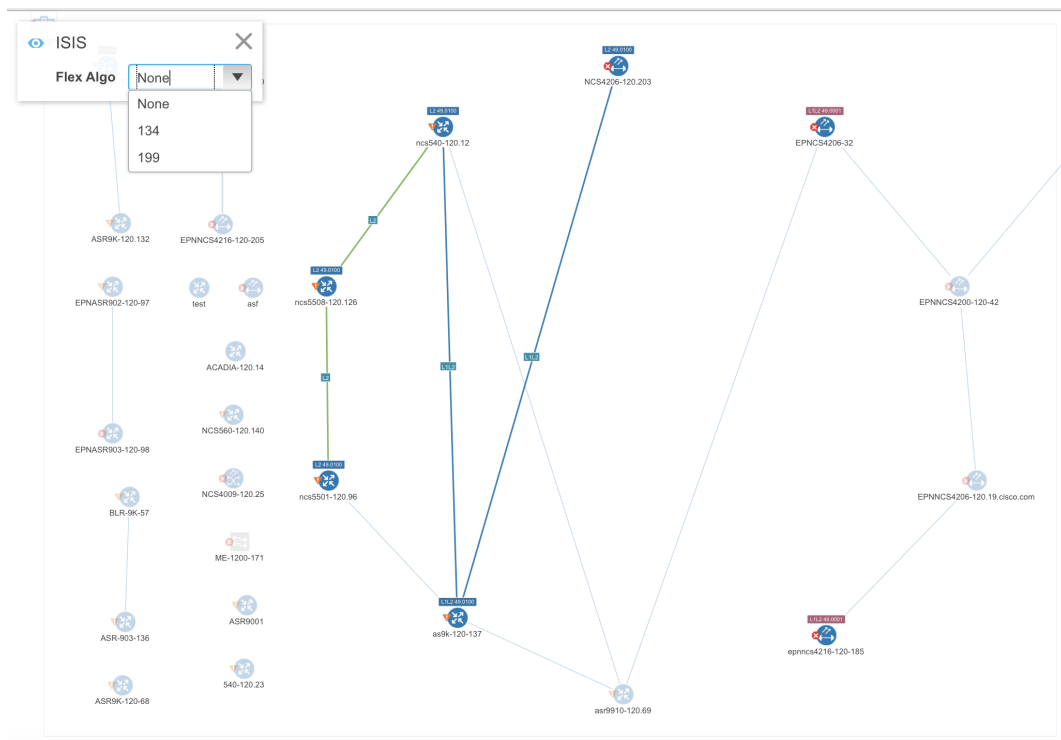 ISIS
Flex Algo None
None
134
199
L2 49.0100
NCS4206-120.203
L2 49.0100
ncs540-120.12
L1L2 49.0001
EPNCS4206-32
L2
ASR9K-120.132
EPNNCS4216-120-205
L2 49.0100
ncs5508-120.126
EPNASR902-120-97
test
asf
EPNNCS4200-120-42
L1L2
L1L2
ACADIA-120.14
L2
NCS560-120.140
EPNASR903-120-98
L2 49.0100
ncs5501-120.96
NCS4009-120.25
EPNNCS4206-120.19.cisco.com
BLR-9K-57
ME-1200-171
L1L2 49.0100
as9k-120-137
ASR9001
ASR-903-136
L1L2 49.0001
epnncs4216-120-185
540-120.23
ASR9K-120-68
asr9910-120.69